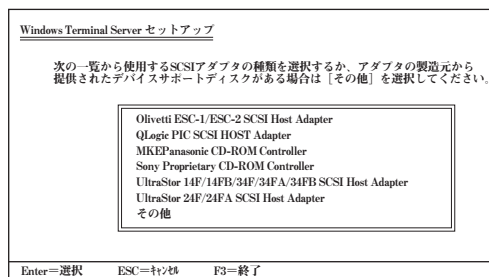 Windows Terminal Server セットアップ
次の一覧から使用するSCSIアダプタの種類を選択するか、アダプタの製造元から
提供されたデバイスサポートディスクがある場合は［その他］を選択してください。
Olivetti ESC-1/ESC-2 SCSI Host Adapter
QLogic PIC SCSI HOST Adapter
MKEPanasonic CD-ROM Controller
Sony Proprietary CD-ROM Controller
UltraStor 14F/14FB/34F/34FA/34FB SCSI Host Adapter
UltraStor 24F/24FA SCSI Host Adapter
その他
Enter＝選択 ESC＝ｷｬﾝｾﾙ F3＝終了